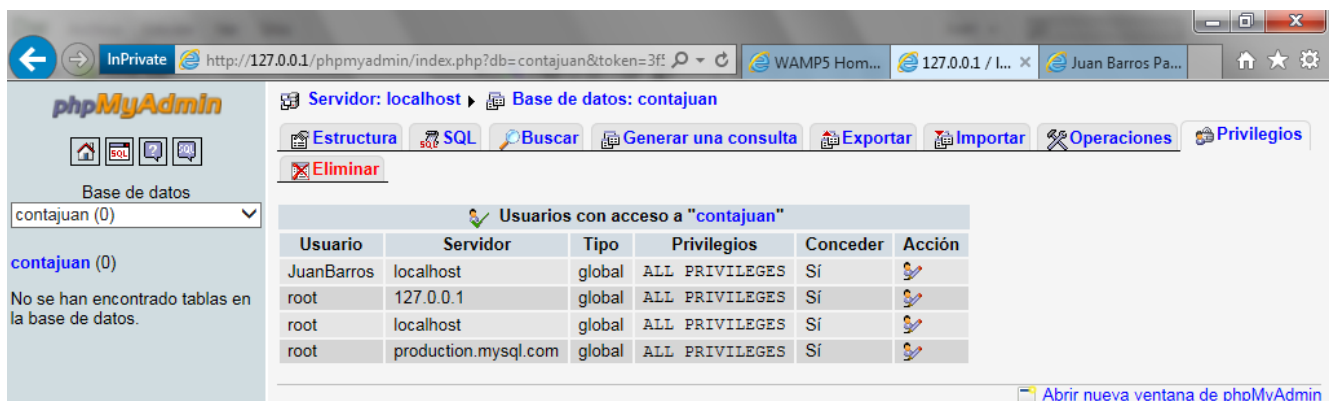 InPrivate http://127.0.0.1/phpmyadmin/index.php?db=contajuan&token=3f5 WAMP5 Hom... 127.0.0.1 / l... Juan Barros Pa...
phpMyAdmin
Base de datos
contajuan (0)
contajuan (0)
No se han encontrado tablas en
la base de datos.
Servidor: localhost Base de datos: contajuan
Estructura SQL Buscar Generar una consulta Exportar Importar Operaciones Privilegios
Eliminar
Usuarios con acceso a "contajuan"
Usuario Servidor Tipo Privilegios Conceder Acción
JuanBarros localhost global ALL PRIVILEGES Sí
root 127.0.0.1 global ALL PRIVILEGES Sí
root localhost global ALL PRIVILEGES Sí
root production.mysql.com global ALL PRIVILEGES Sí
Abrir nueva ventana de phpMyAdmin